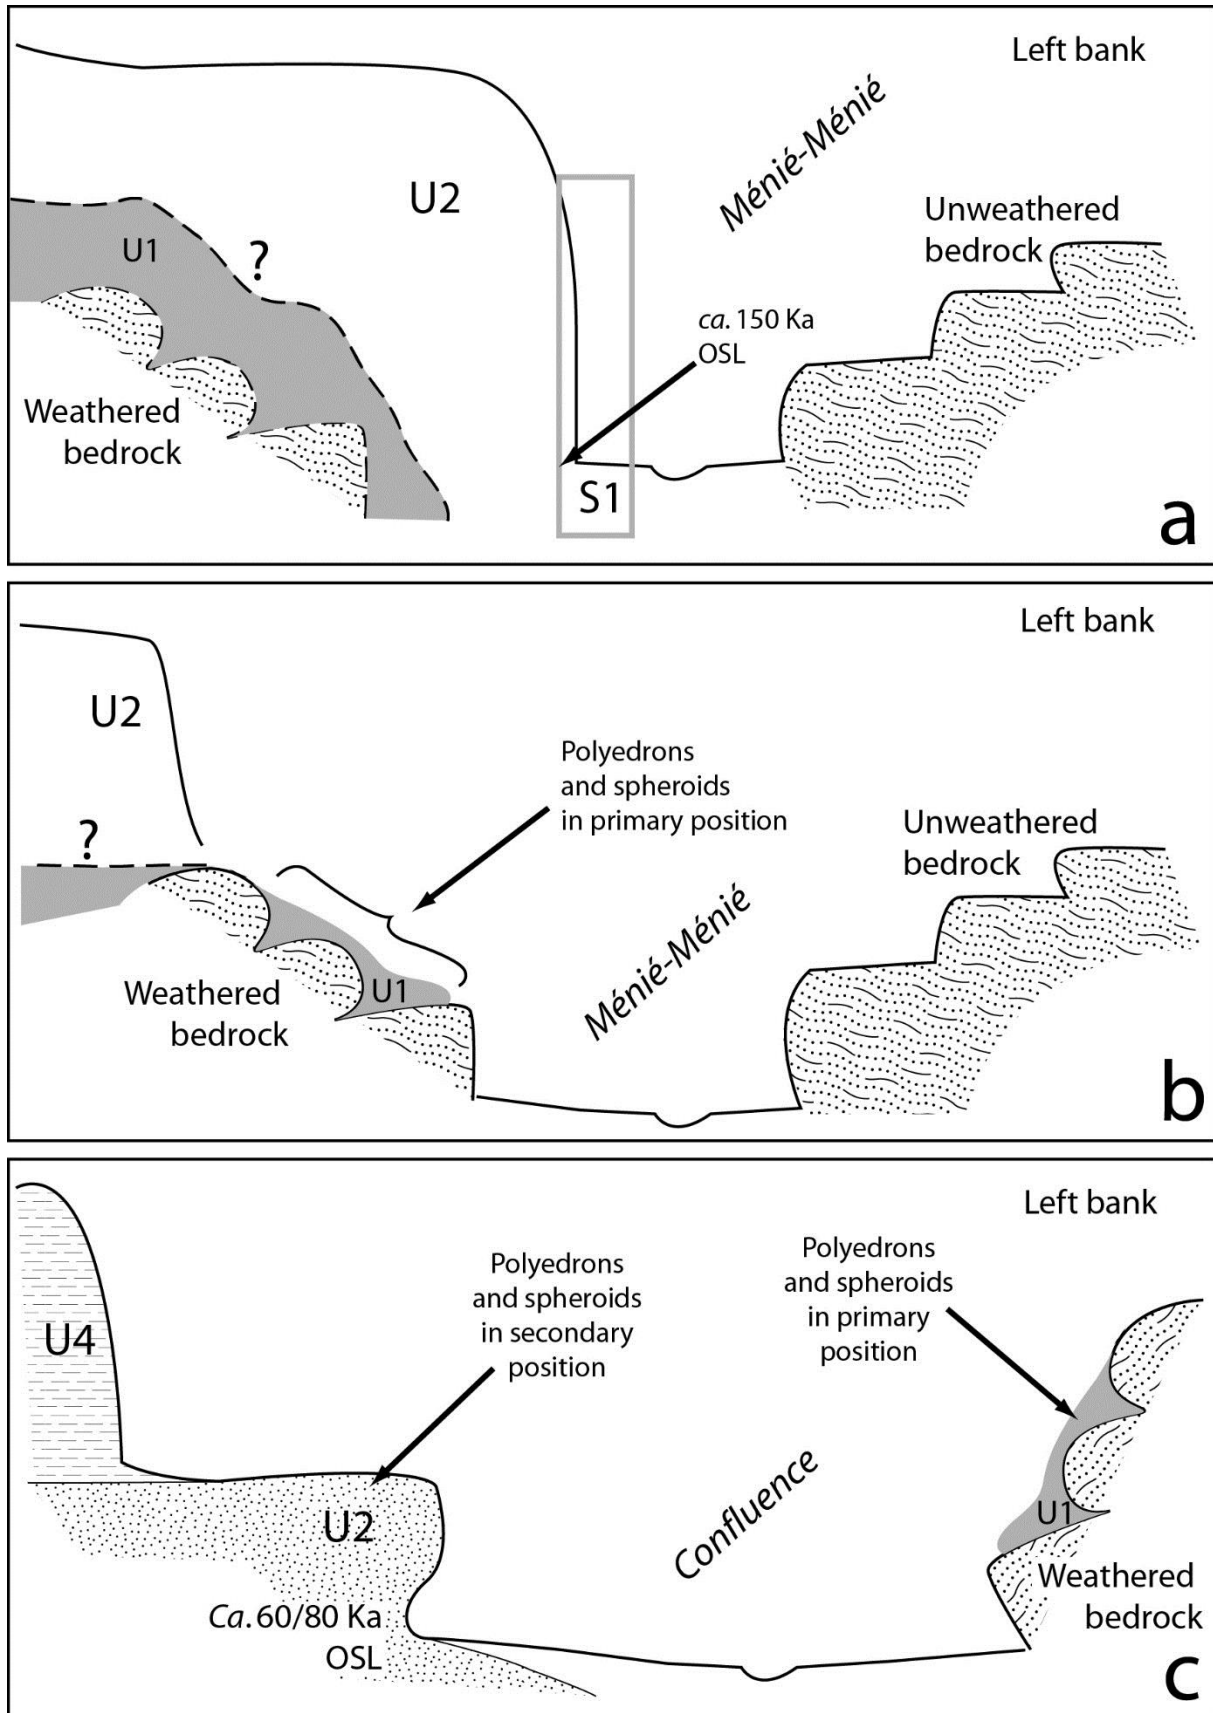 Left bank
Ménié-Ménié
U2
Unweathered
bedrock
U1
?
ca. 150 Ka
OSL
Weathered
bedrock
S1
a
Left bank
U2
Polyedrons
and spheroids
in primary position
?
Unweathered
bedrock
Ménié-Ménié
Weathered
bedrock
U1
b
Left bank
Polyedrons
and spheroids
in secondary
position
Polyedrons
and spheroids
in primary
position
U4
U2
Confluence
U1
Ca. 60/80 Ka
OSL
Weathered
bedrock
c